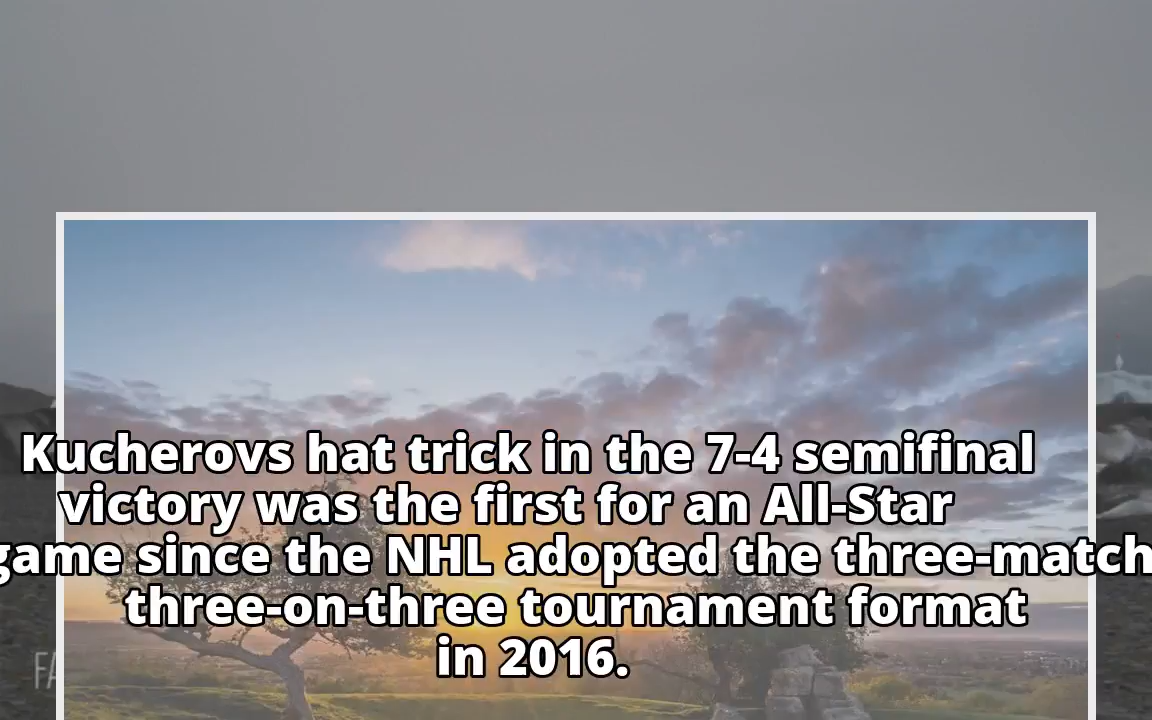 Kucherovs hat trick in the 7-4 semifinal
victory was the first for an All-Star
game since the NHL adopted the three-match
three-on-three tournament format
in 2016.
FA